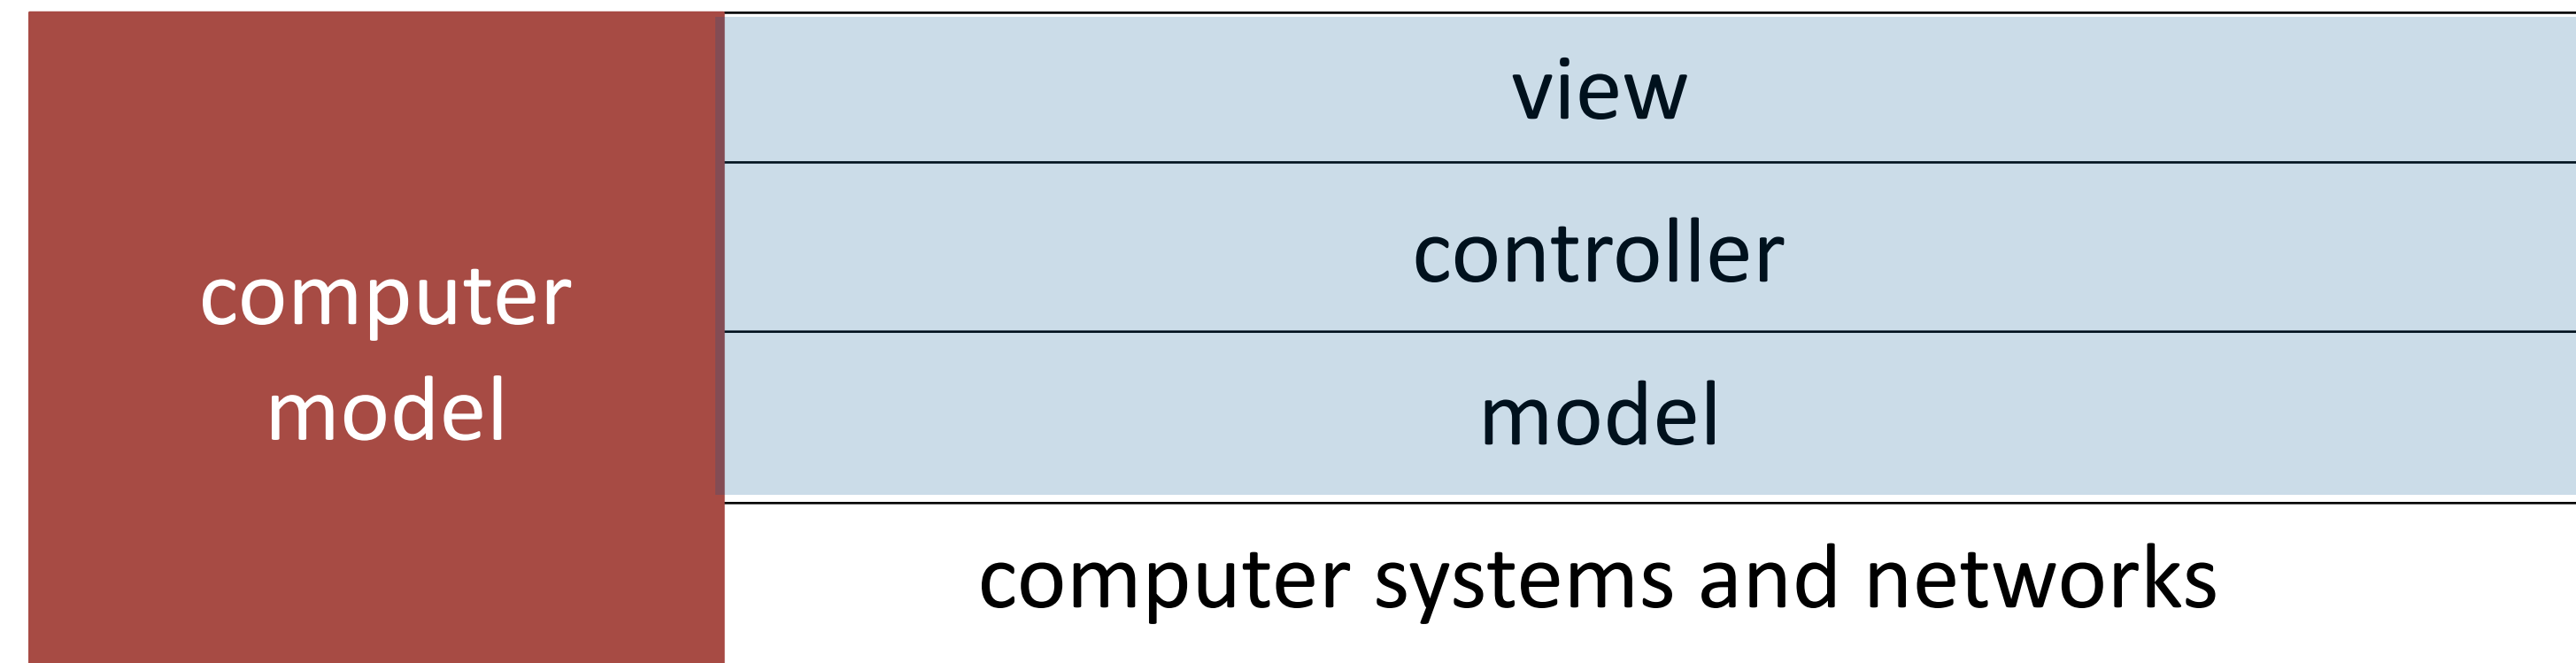 computer
model
view
controller
model
computer systems and networks